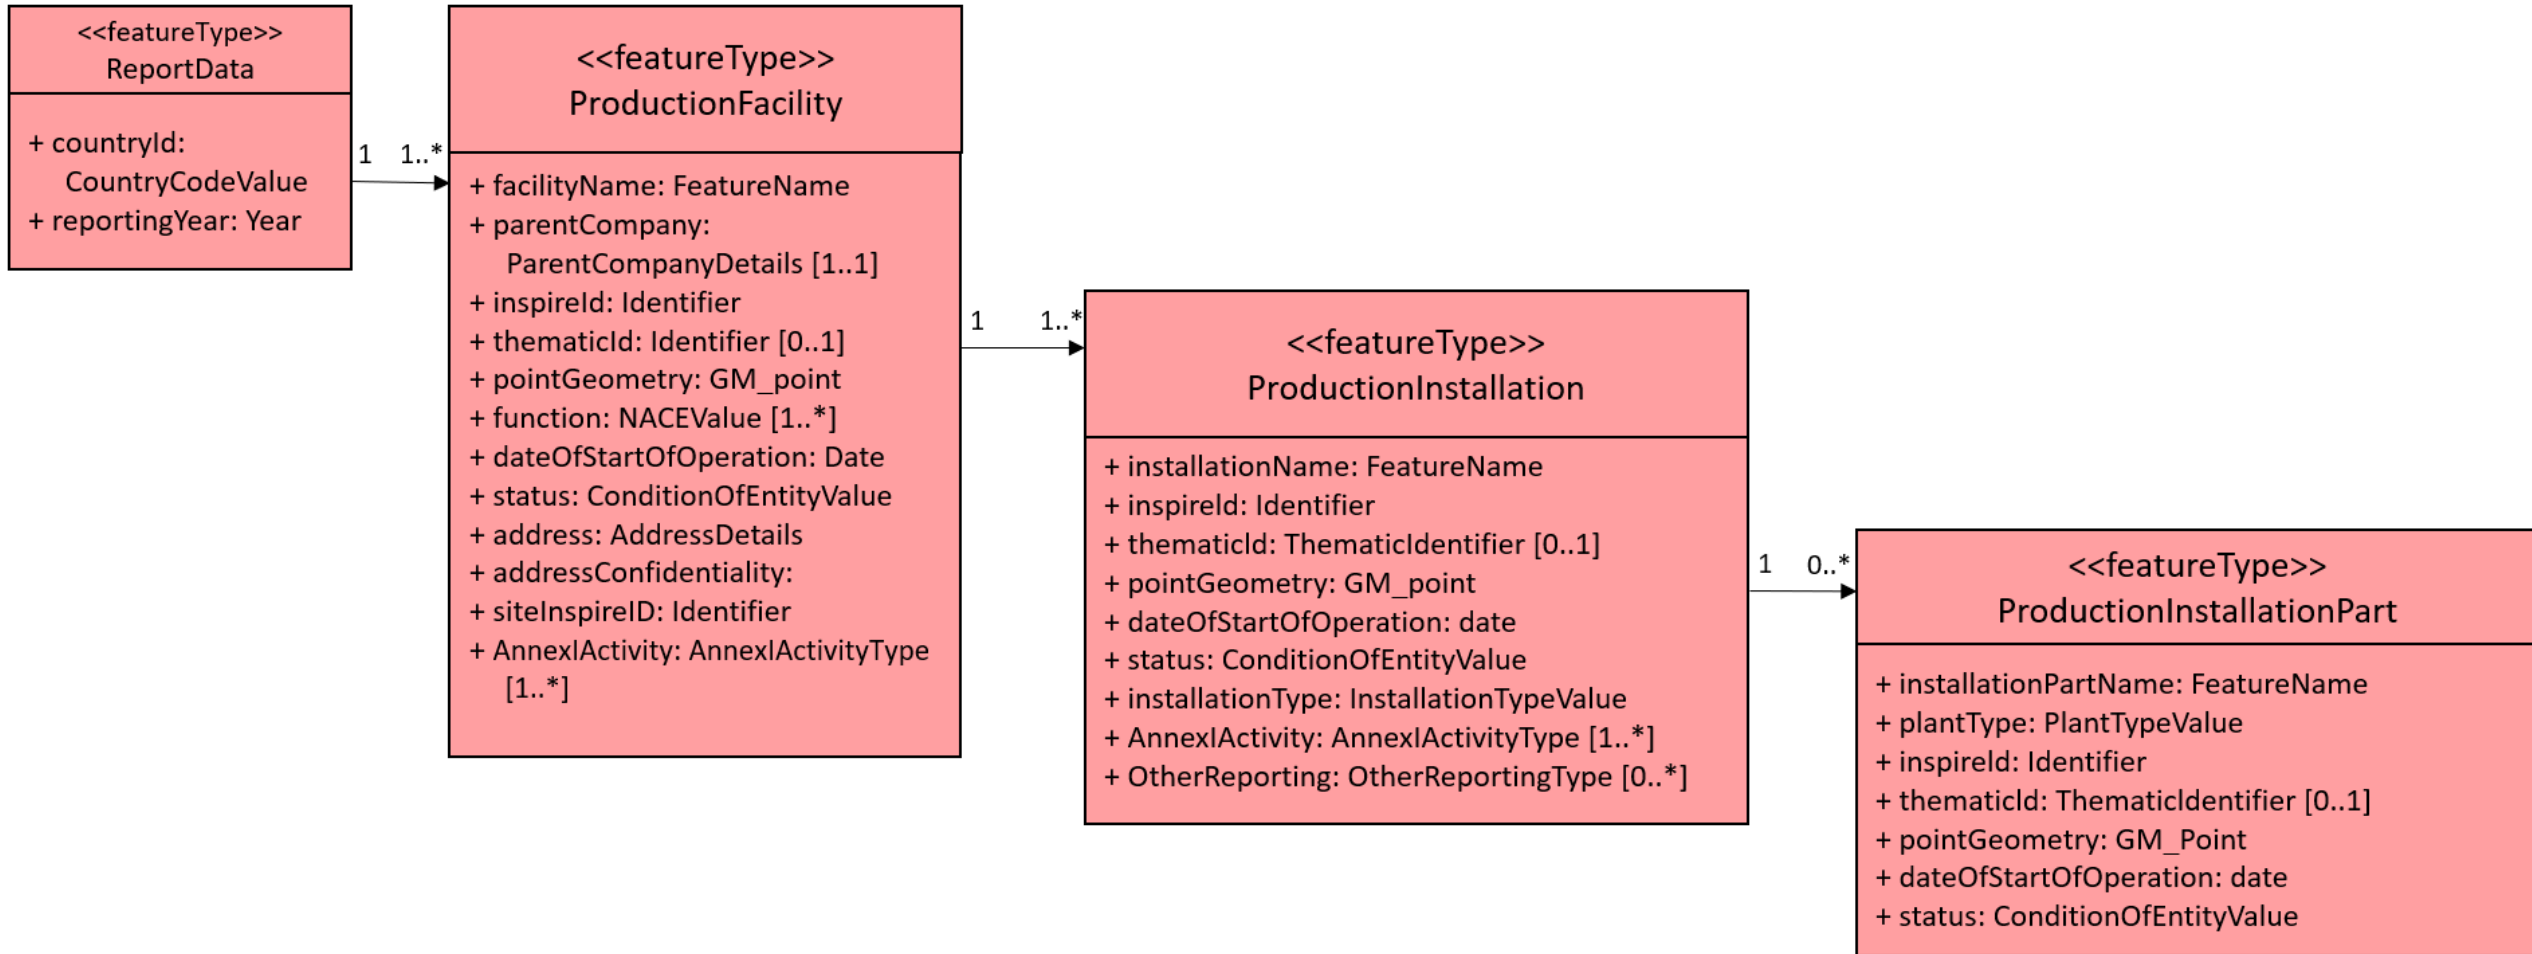 <<featureType>>
ReportData
+ countryId:
CountryCodeValue
+ reportingYear: Year
1 1..*
<<featureType>>
ProductionFacility
+ facilityName: FeatureName
+ parentCompany:
ParentCompanyDetails [1..1]
+ inspireId: Identifier
+ thematicId: Identifier [0..1]
+ pointGeometry: GM_point
+ function: NACEValue [1..*]
+ dateOfStartOfOperation: Date
+ status: ConditionOfEntityValue
+ address: AddressDetails
+ addressConfidentiality:
+ siteInspireID: Identifier
+ AnnexIActivity: AnnexIActivityType
[1..*]
1 1..*
<<featureType>>
ProductionInstallation
+ installationName: FeatureName
+ inspireId: Identifier
+ thematicId: ThematicIdentifier [0..1]
+ pointGeometry: GM_point
+ dateOfStartOfOperation: date
+ status: ConditionOfEntityValue
+ installationType: InstallationTypeValue
+ AnnexIActivity: AnnexIActivityType [1..*]
+ OtherReporting: OtherReportingType [0..*]
1 0..*
<<featureType>>
ProductionInstallationPart
+ installationPartName: FeatureName
+ plantType: PlantTypeValue
+ inspireId: Identifier
+ thematicId: ThematicIdentifier [0..1]
+ pointGeometry: GM_Point
+ dateOfStartOfOperation: date
+ status: ConditionOfEntityValue